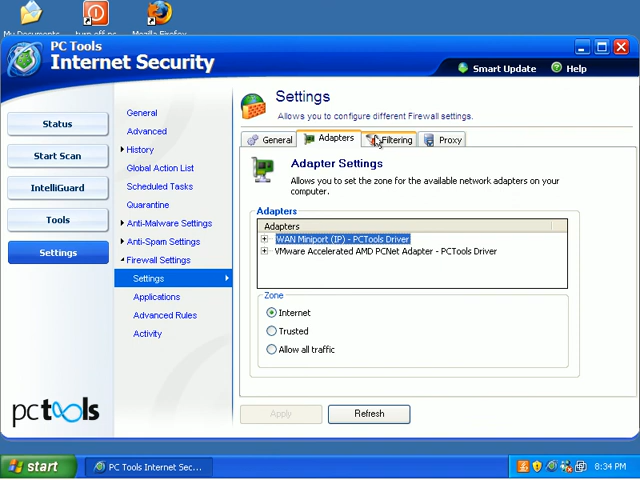 My Documents
turn off pc
Mozilla Firefox
PC Tools
Internet Security
Smart Update
Help
Status
Start Scan
IntelliGuard
Tools
Settings
General
Advanced
History
Global Action List
Scheduled Tasks
Quarantine
Anti-Malware Settings
Anti-Spam Settings
Firewall Settings
Settings
Applications
Advanced Rules
Activity
Settings
Allows you to configure different Firewall settings.
General
Adapters
Filtering
Proxy
Adapter Settings
Allows you to set the zone for the available network adapters on your
computer.
Adapters
Adapters
WAN Miniport (IP) - PCTools Driver
VMware Accelerated AMD PCNet Adapter - PCTools Driver
Zone
Internet
Trusted
Allow all traffic
Apply
Refresh
pctools
start
PC Tools Internet Sec...
8:34 PM